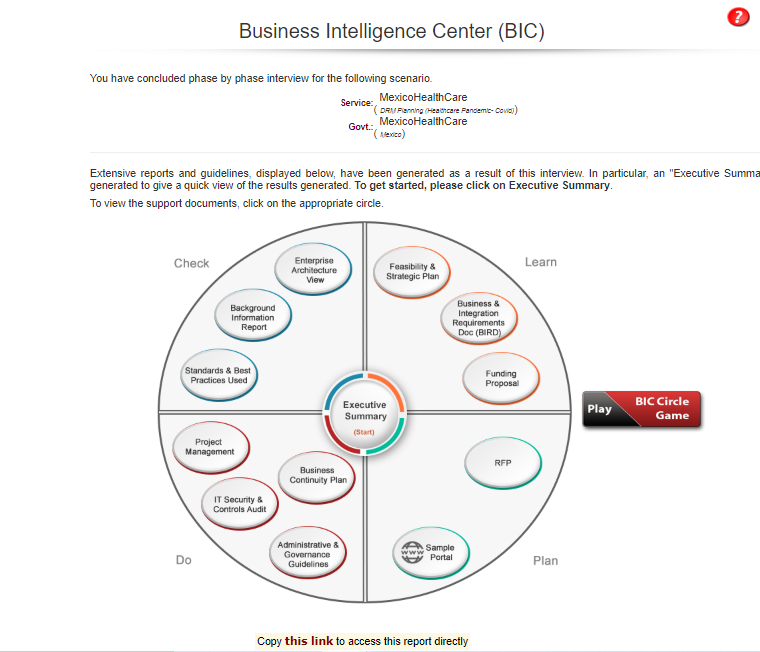 ?
Business Intelligence Center (BIC)
You have concluded phase by phase interview for the following scenario.
Service: MexicoHealthCare
( DRM Planning (Healthcare Pandemic- Covid))
Govt.: MexicoHealthCare
( Mexico)
Extensive reports and guidelines, displayed below, have been generated as a result of this interview. In particular, an "Executive Summa
generated to give a quick view of the results generated. To get started, please click on Executive Summary.
To view the support documents, click on the appropriate circle.
Check
Learn
Enterprise
Architecture
View
Feasibility &
Strategic Plan
Background
Information
Report
Business &
Integration
Requirements
Doc (BIRD)
Standards & Best
Practices Used
Funding
Proposal
Executive
Summary
(Start)
Play
BIC Circle
Game
Project
Management
Business
Continuity Plan
RFP
IT Security &
Controls Audit
Administrative &
Governance
Guidelines
www
Sample
Portal
Do
Plan
Copy this link to access this report directly